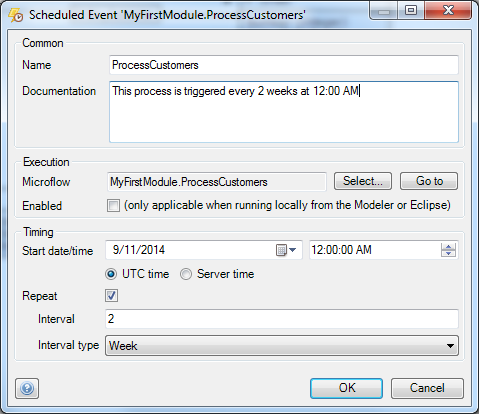 Scheduled Event 'MyFirstModule.ProcessCustomers'
Common
Name ProcessCustomers
Documentation This process is triggered every 2 weeks at 12:00 AM
Execution
Microflow MyFirstModule.ProcessCustomers Select... Go to
Enabled (only applicable when running locally from the Modeler or Eclipse)
Timing
Start date/time 9/11/2014 12:00:00 AM
UTC time Server time
Repeat
Interval 2
Interval type Week
? OK Cancel